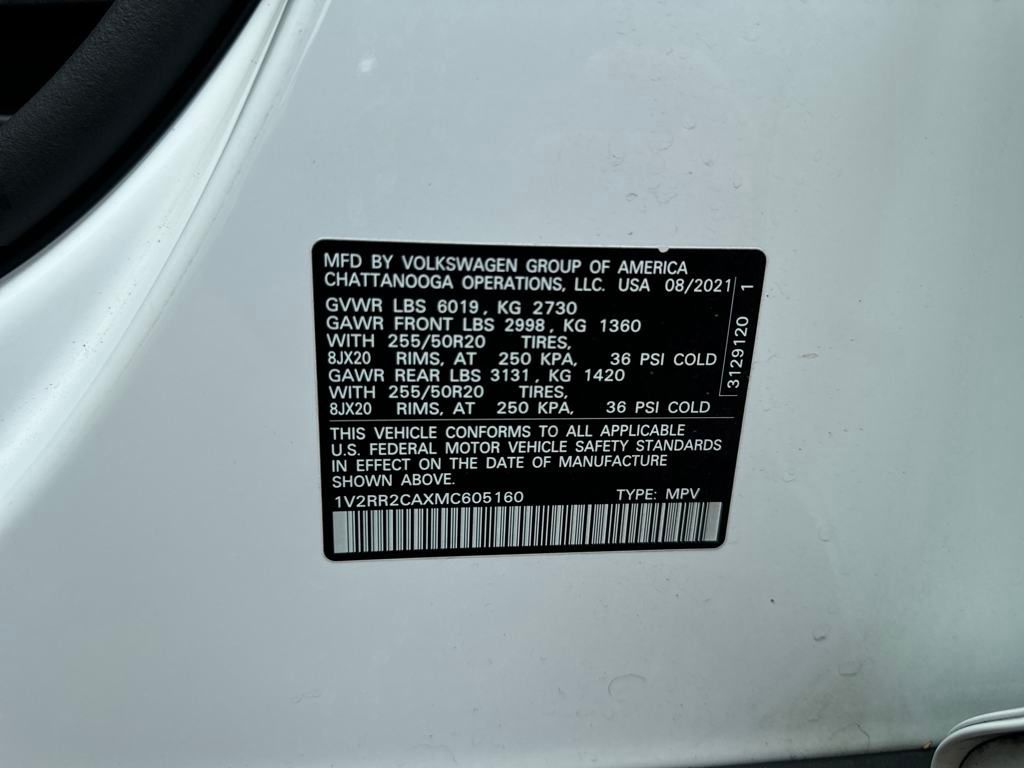 MFD BY VOLKSWAGEN GROUP OF AMERICA
CHATTANOOGA OPERATIONS, LLC. USA 08/2021
GVWR LBS 6019, KG 2730
GAWR FRONT LBS 2998, KG 1360
WITH 255/50R20 TIRES,
8JX20 RIMS, AT 250 KPA, 36 PSI COLD
GAWR REAR LBS 3131, KG 1420
WITH 255/50R20 TIRES,
8JX20 RIMS, AT 250 KPA, 36 PSI COLD
3129120 1
THIS VEHICLE CONFORMS TO ALL APPLICABLE
U.S. FEDERAL MOTOR VEHICLE SAFETY STANDARDS
IN EFFECT ON THE DATE OF MANUFACTURE
SHOWN ABOVE.
1V2RR2CAXMC605160 TYPE: MPV